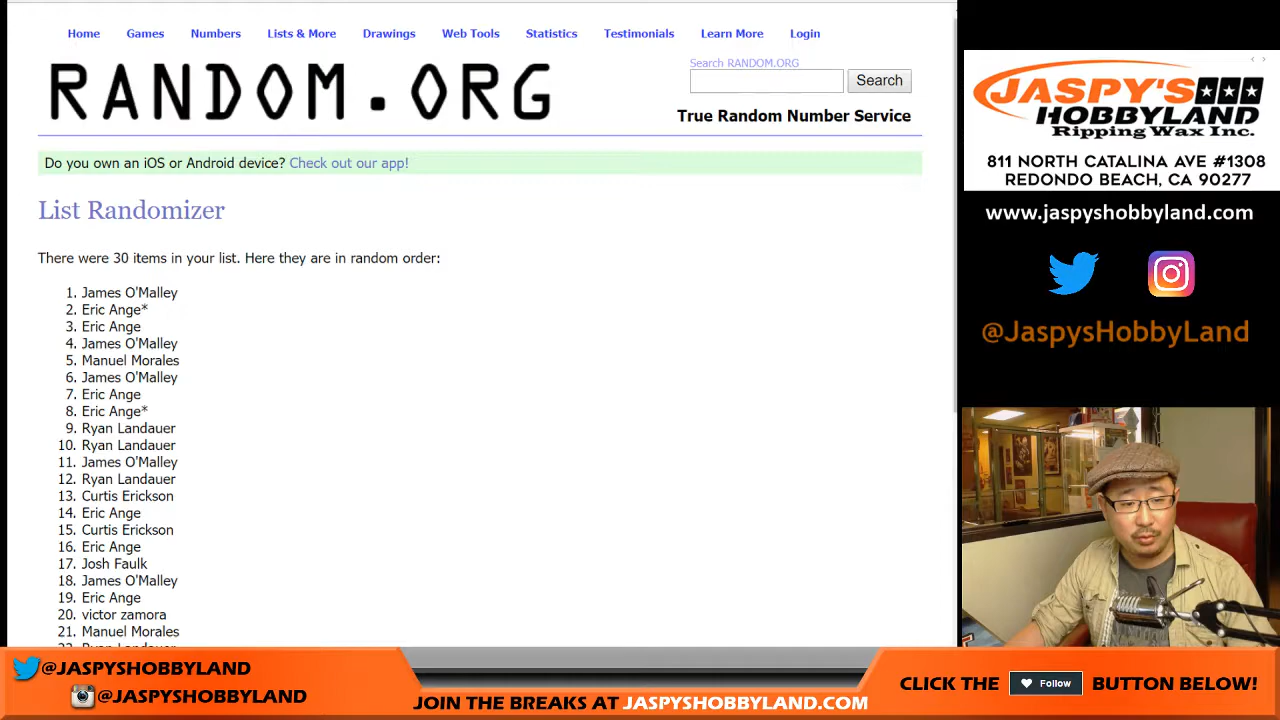 Home Games Numbers Lists & More Drawings Web Tools Statistics Testimonials Learn More Login
RANDOM.ORG
Search RANDOM.ORG
Search
True Random Number Service
Do you own an iOS or Android device? Check out our app!
List Randomizer
There were 30 items in your list. Here they are in random order:
1. James O'Malley
2. Eric Ange*
3. Eric Ange
4. James O'Malley
5. Manuel Morales
6. James O'Malley
7. Eric Ange
8. Eric Ange*
9. Ryan Landauer
10. Ryan Landauer
11. James O'Malley
12. Ryan Landauer
13. Curtis Erickson
14. Eric Ange
15. Curtis Erickson
16. Eric Ange
17. Josh Faulk
18. James O'Malley
19. Eric Ange
20. victor zamora
21. Manuel Morales
JASPY'S
HOBBYLAND
Ripping Wax Inc.
811 NORTH CATALINA AVE #1308
REDONDO BEACH, CA 90277
www.jaspyshobbyland.com
@JaspysHobbyLand
@JASPYSHOBBYLAND
@JASPYSHOBBYLAND
JOIN THE BREAKS AT JASPYSHOBBYLAND.COM
CLICK THE Follow BUTTON BELOW!